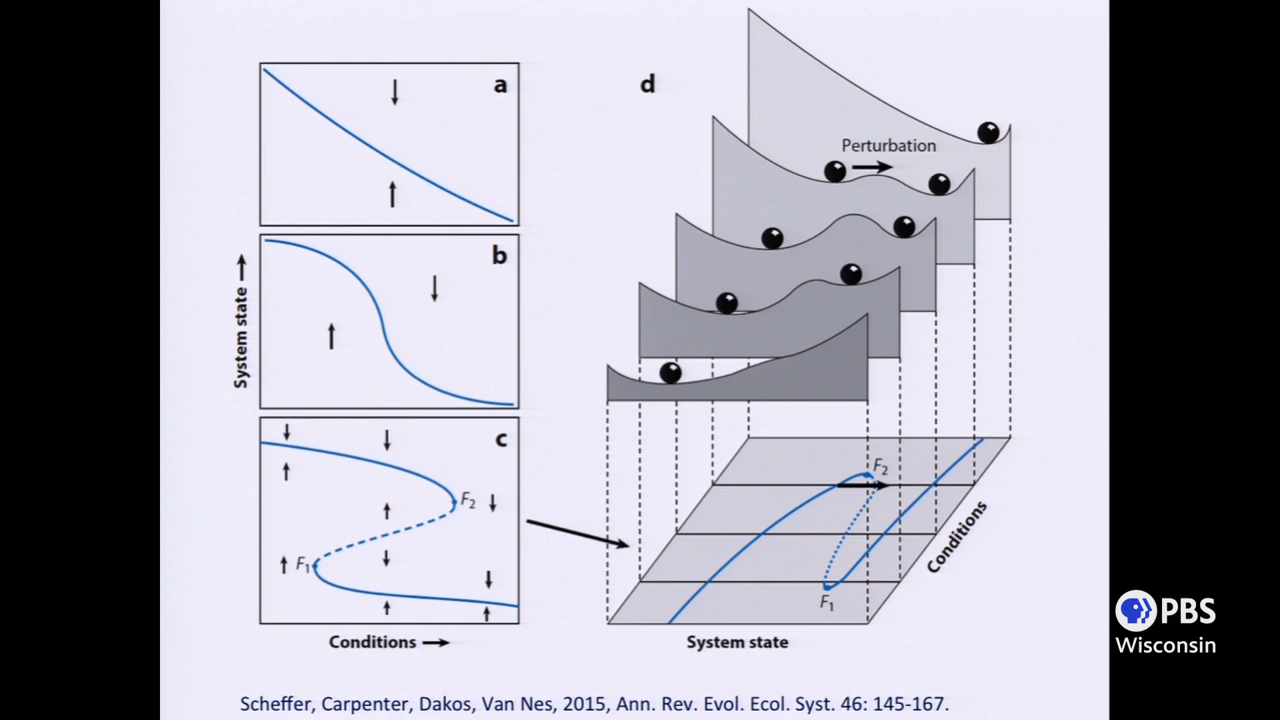 a
b
c
F2
F1
System state
Conditions
d
Perturbation
F2
F1
Conditions
System state
PBS
Wisconsin
Scheffer, Carpenter, Dakos, Van Nes, 2015, Ann. Rev. Evol. Ecol. Syst. 46: 145-167.